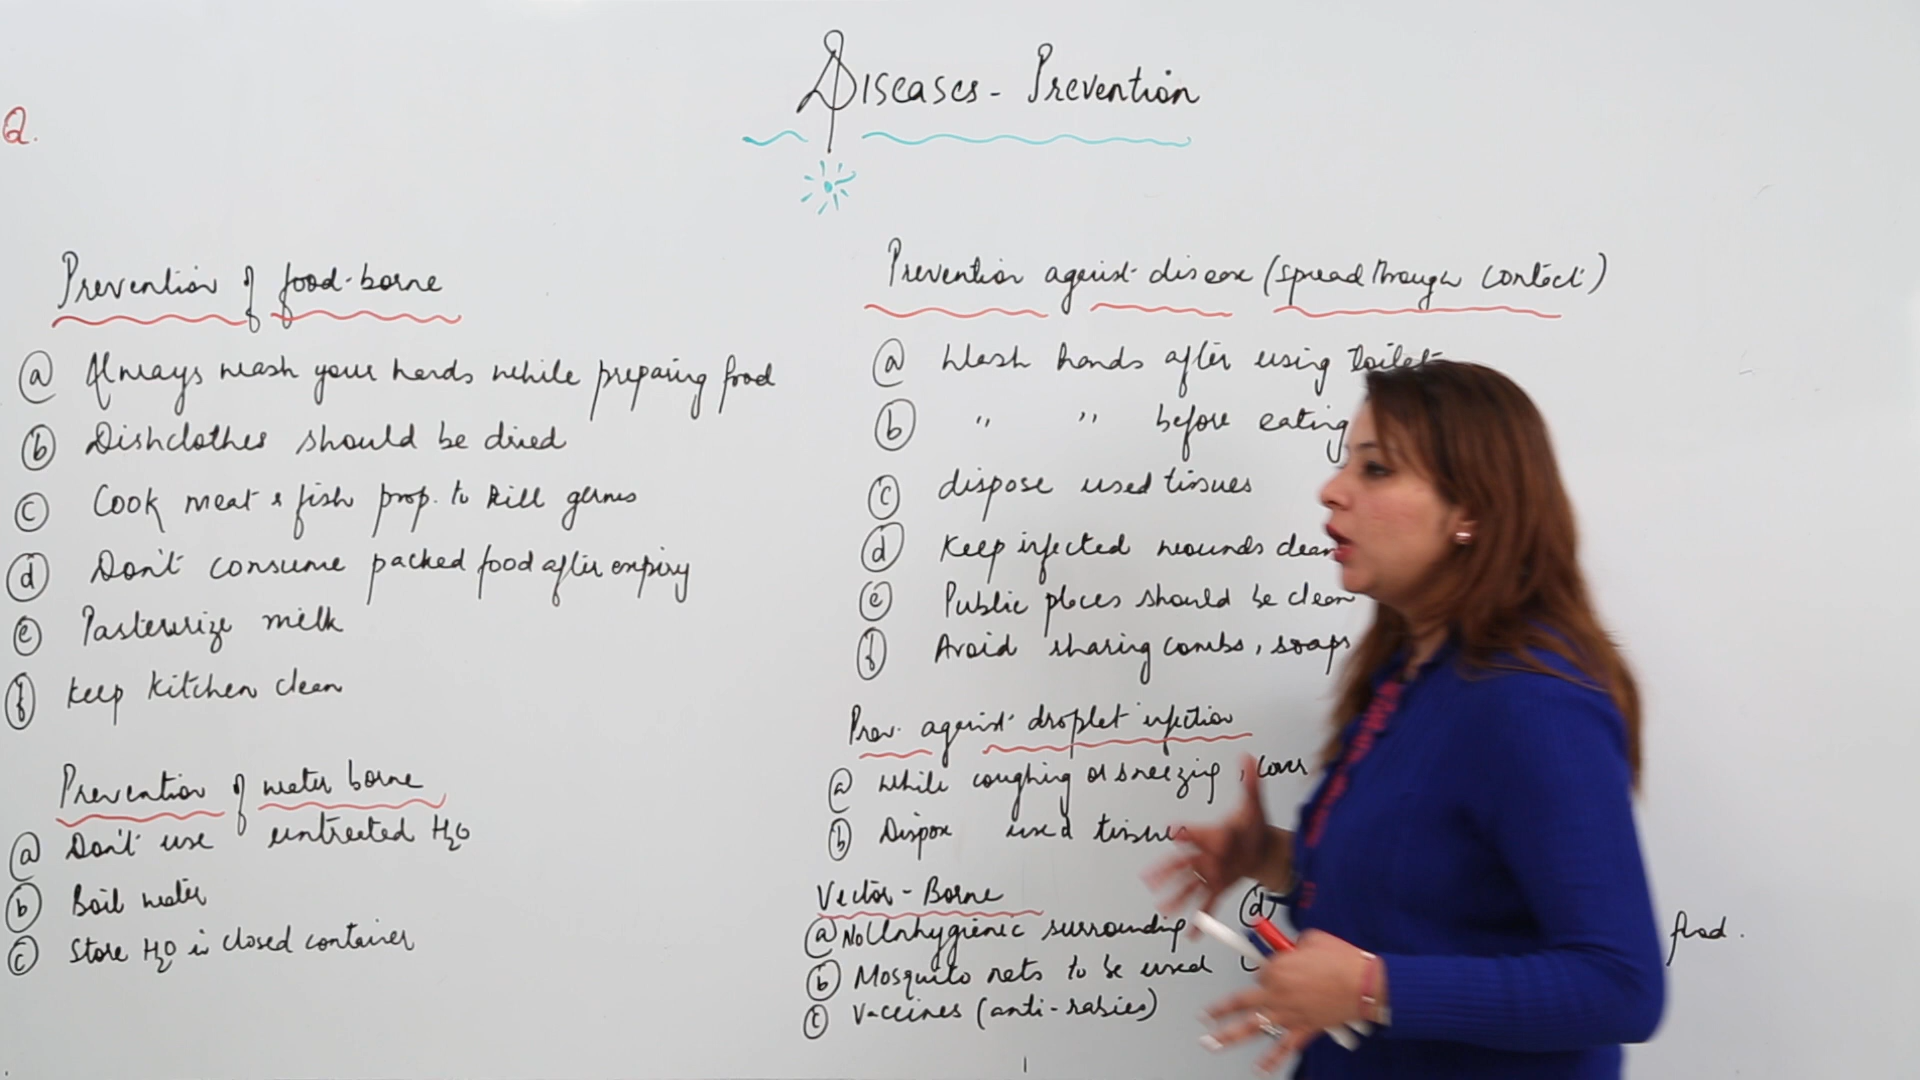 Diseases - Prevention
Q.
Prevention of food-borne
(a) Always wash your hands while preparing food
(b) Dishclothes should be dried
(c) Cook meat & fish prop. to kill germs
(d) Don't consume packed food after expiry
(e) Pasteurize milk
(f) keep kitchen clean
Prevention of water borne
(a) Don't use untreated H2O
(b) Boil water
(c) Store H2O in closed container
Prevention against disease (spread through contact)
(a) Wash hands after using toilet
(b) " " before eating
(c) dispose used tissues
(d) Keep infected wounds clean
(e) Public places should be clean
(f) Avoid sharing combs, soaps
Prev. against droplet infection
(a) While coughing or sneezing, cover
(b) Dispose used tissues
Vector-Borne
(a) No Unhygienic surrounding
(b) Mosquito nets to be used
(c) Vaccines (anti-rabies)
(d)
food.